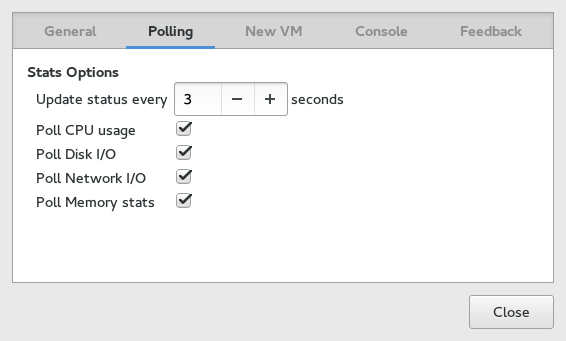 General Polling New VM Console Feedback
Stats Options
Update status every 3 − + seconds
Poll CPU usage
Poll Disk I/O
Poll Network I/O
Poll Memory stats
Close